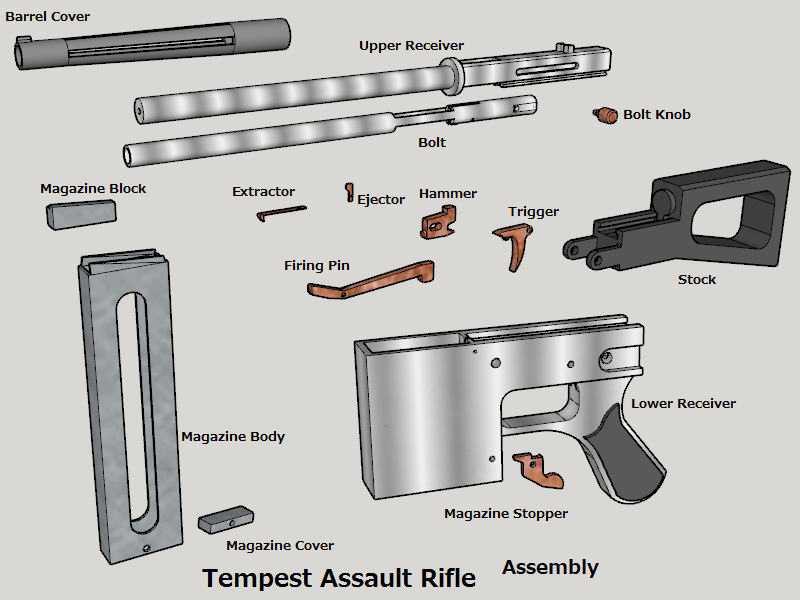 Barrel Cover
Upper Receiver
Bolt Knob
Bolt
Magazine Block
Extractor
Ejector
Hammer
Trigger
Firing Pin
Stock
Lower Receiver
Magazine Body
Magazine Stopper
Magazine Cover
Tempest Assault Rifle
Assembly